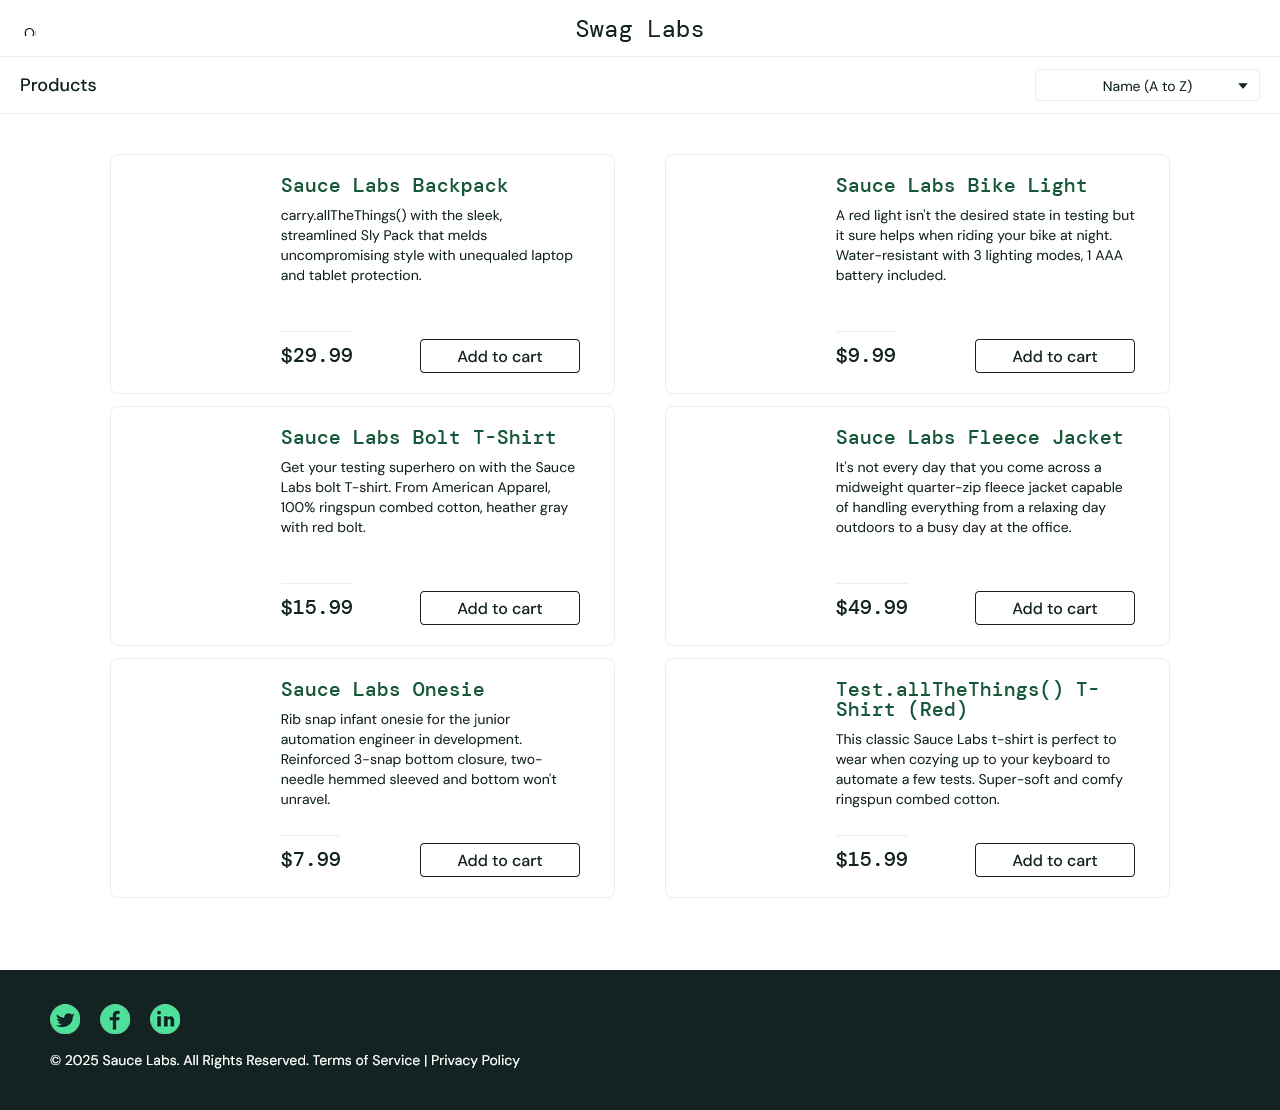 Swag Labs
Products
Name (A to Z)
Sauce Labs Backpack
carry.allTheThings() with the sleek,
streamlined Sly Pack that melds
uncompromising style with unequaled laptop
and tablet protection.
$29.99
Add to cart
Sauce Labs Bike Light
A red light isn't the desired state in testing but
it sure helps when riding your bike at night.
Water-resistant with 3 lighting modes, 1 AAA
battery included.
$9.99
Add to cart
Sauce Labs Bolt T-Shirt
Get your testing superhero on with the Sauce
Labs bolt T-shirt. From American Apparel,
100% ringspun combed cotton, heather gray
with red bolt.
$15.99
Add to cart
Sauce Labs Fleece Jacket
It's not every day that you come across a
midweight quarter-zip fleece jacket capable
of handling everything from a relaxing day
outdoors to a busy day at the office.
$49.99
Add to cart
Sauce Labs Onesie
Rib snap infant onesie for the junior
automation engineer in development.
Reinforced 3-snap bottom closure, two-
needle hemmed sleeved and bottom won't
unravel.
$7.99
Add to cart
Test.allTheThings() T-
Shirt (Red)
This classic Sauce Labs t-shirt is perfect to
wear when cozying up to your keyboard to
automate a few tests. Super-soft and comfy
ringspun combed cotton.
$15.99
Add to cart
© 2025 Sauce Labs. All Rights Reserved. Terms of Service | Privacy Policy